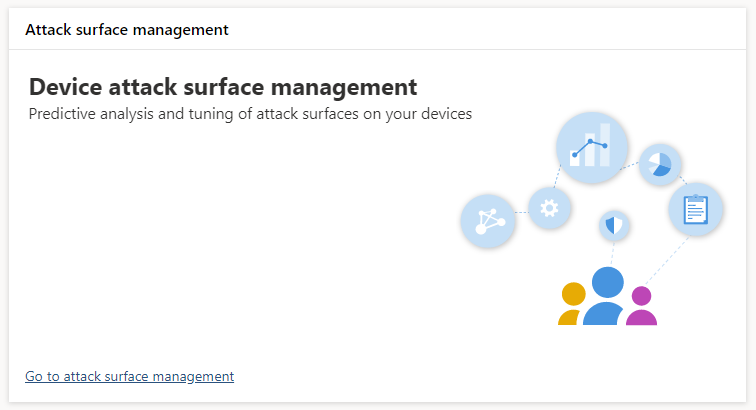 Attack surface management
Device attack surface management
Predictive analysis and tuning of attack surfaces on your devices
Go to attack surface management